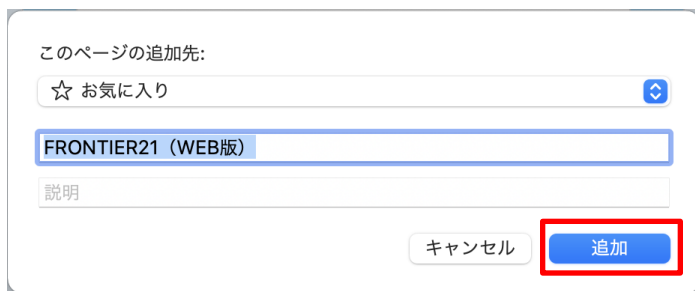 このページの追加先:
☆ お気に入り
FRONTIER21（WEB版）
説明
キャンセル 追加